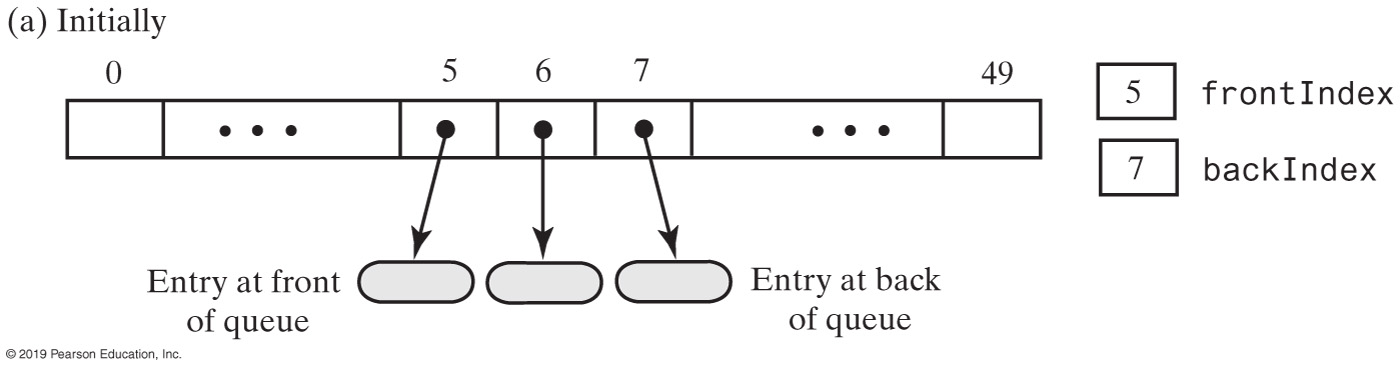 (a) Initially
0 5 6 7 49
5 frontIndex
7 backIndex
Entry at front
of queue
Entry at back
of queue
© 2019 Pearson Education, Inc.